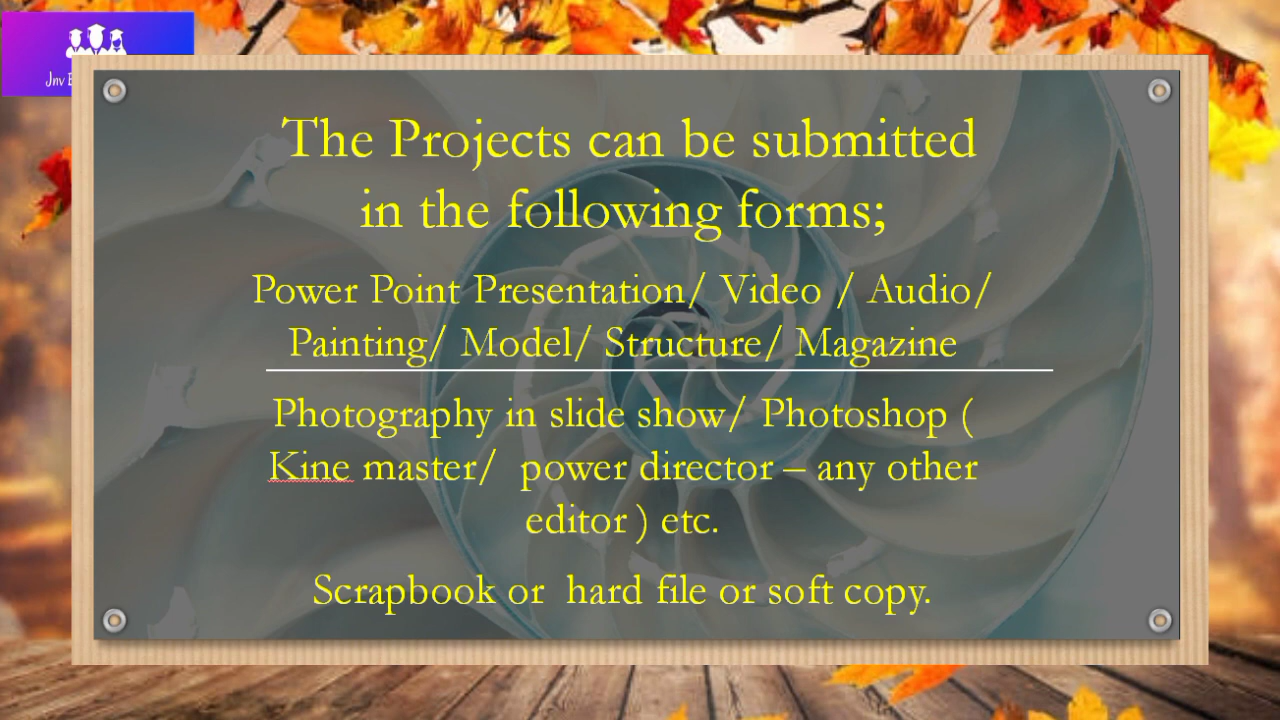 Jnv
The Projects can be submitted
in the following forms;
Power Point Presentation/ Video / Audio/
Painting/ Model/ Structure/ Magazine
Photography in slide show/ Photoshop (
Kine master/  power director – any other
editor ) etc.
Scrapbook or  hard file or soft copy.